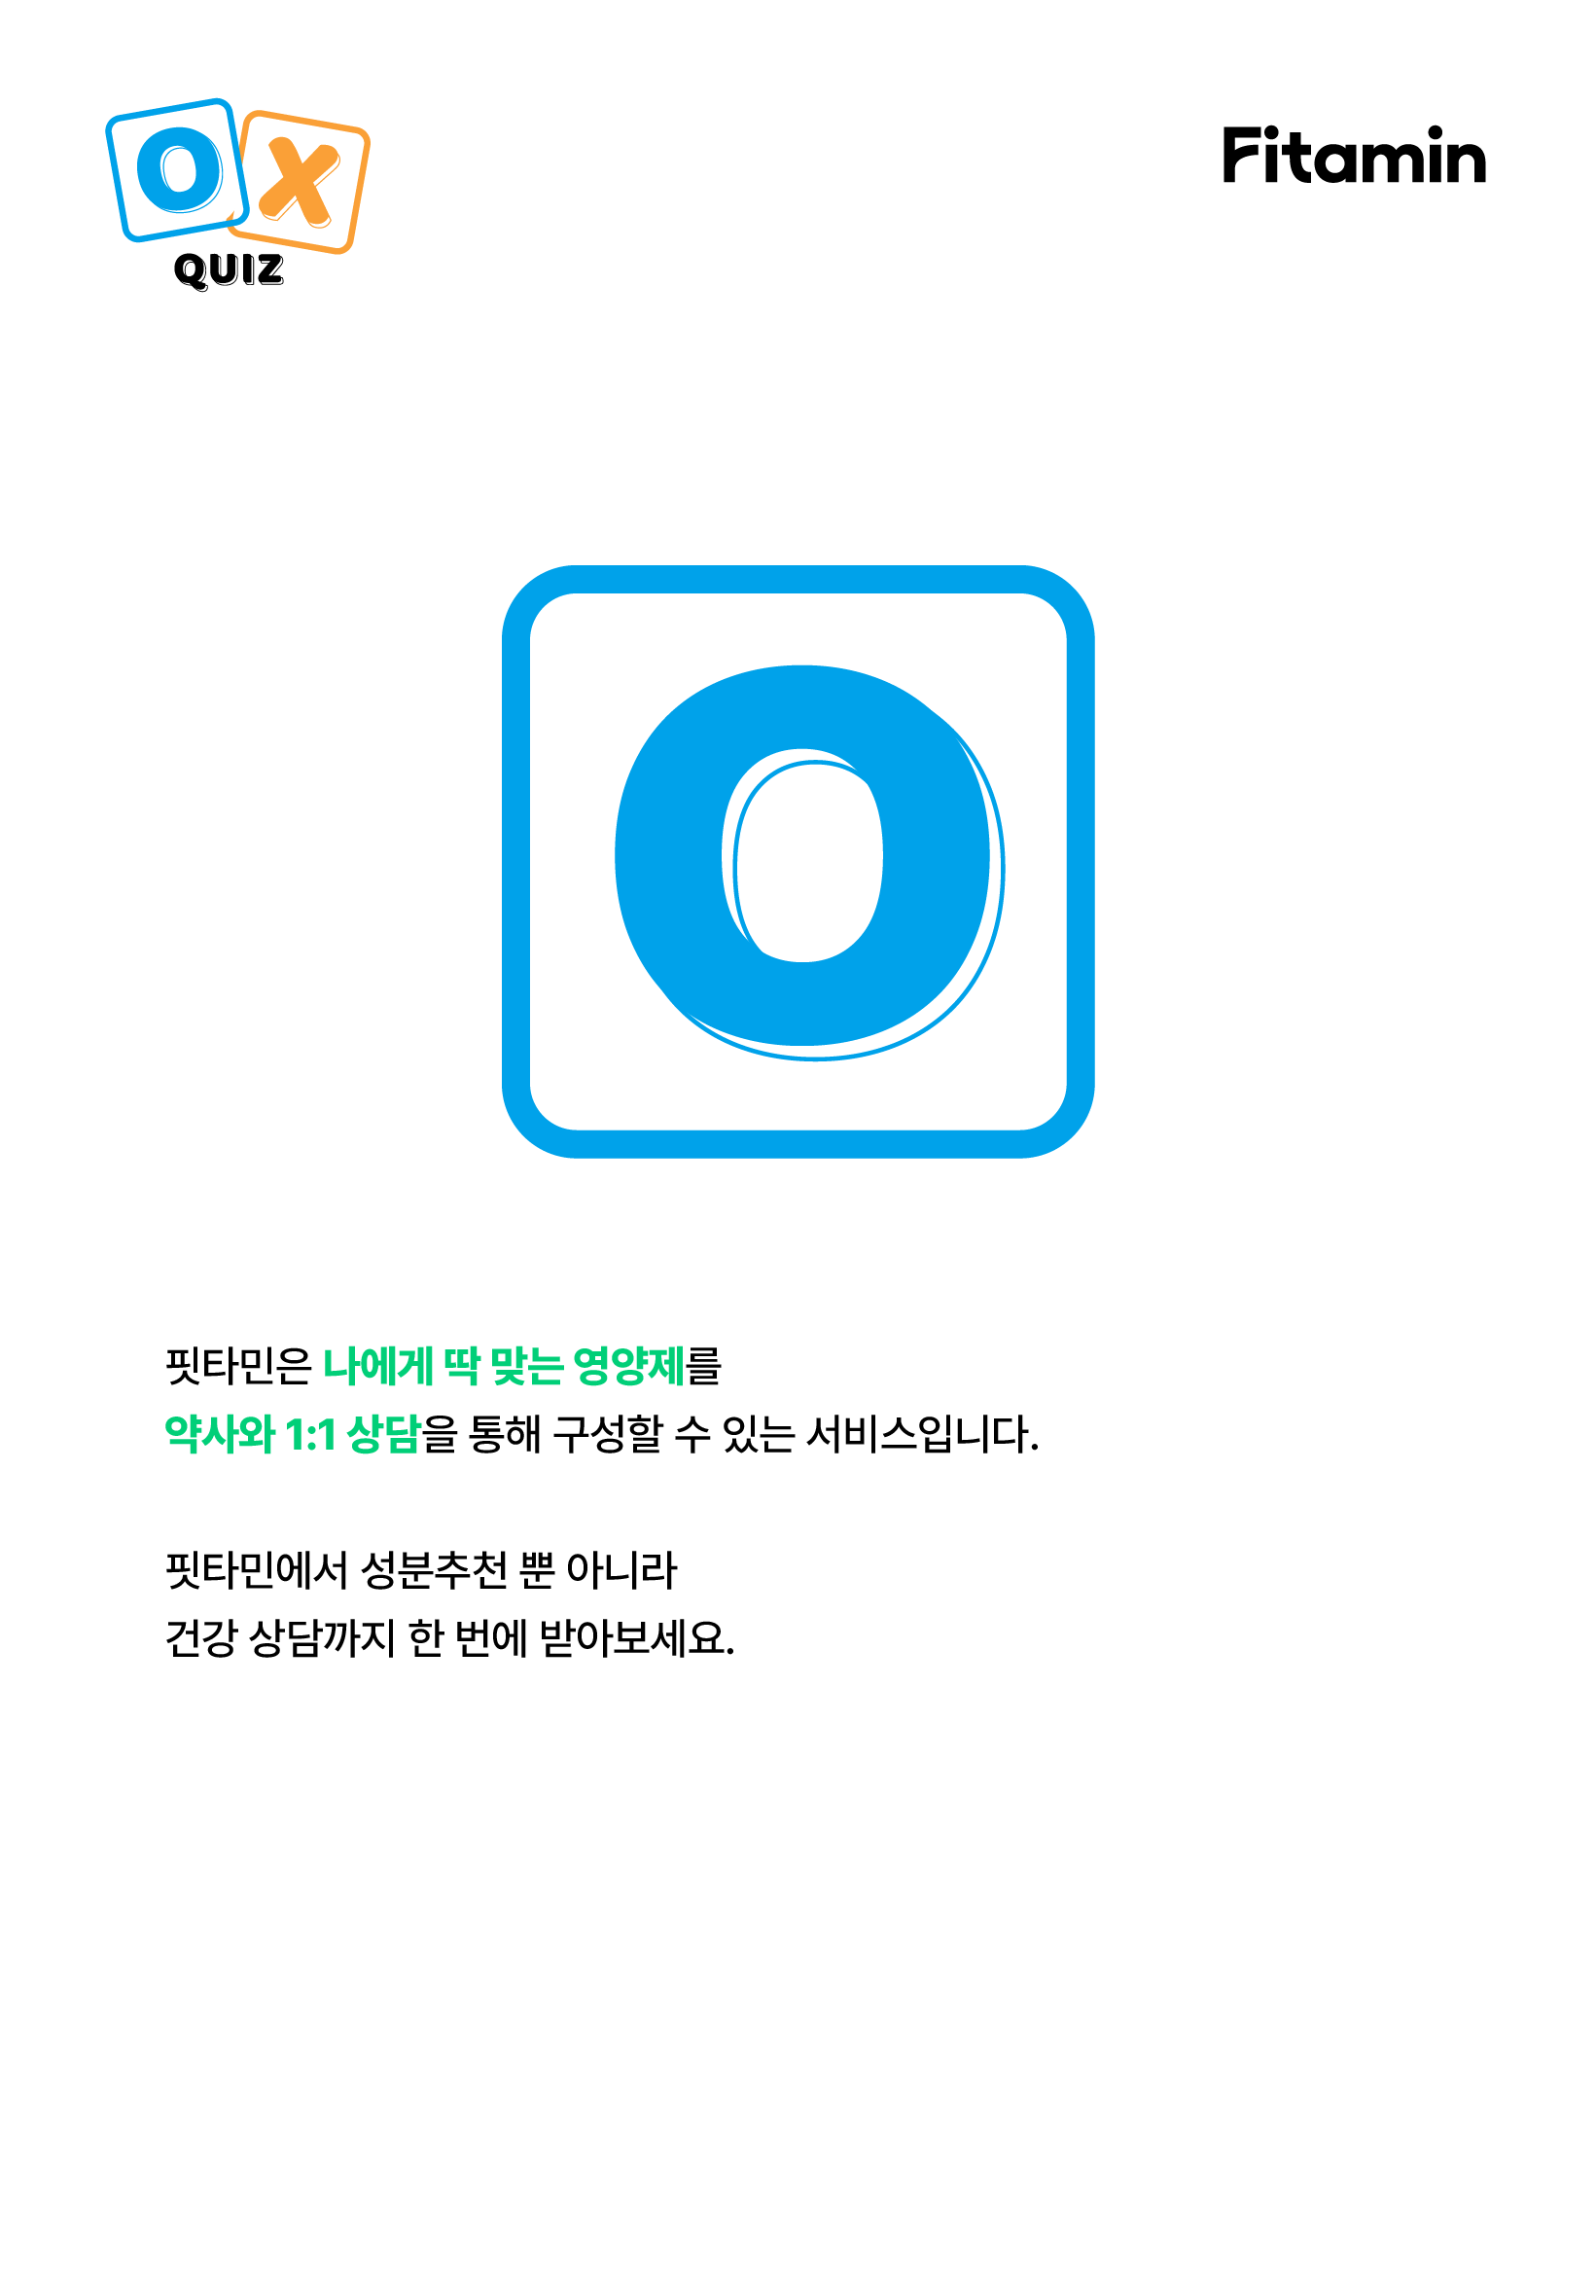 O X
QUIZ
Fitamin
O
핏타민은 나에게 딱 맞는 영양제를
약사와 1:1 상담을 통해 구성할 수 있는 서비스입니다.
핏타민에서 성분추천 뿐 아니라
건강 상담까지 한 번에 받아보세요.